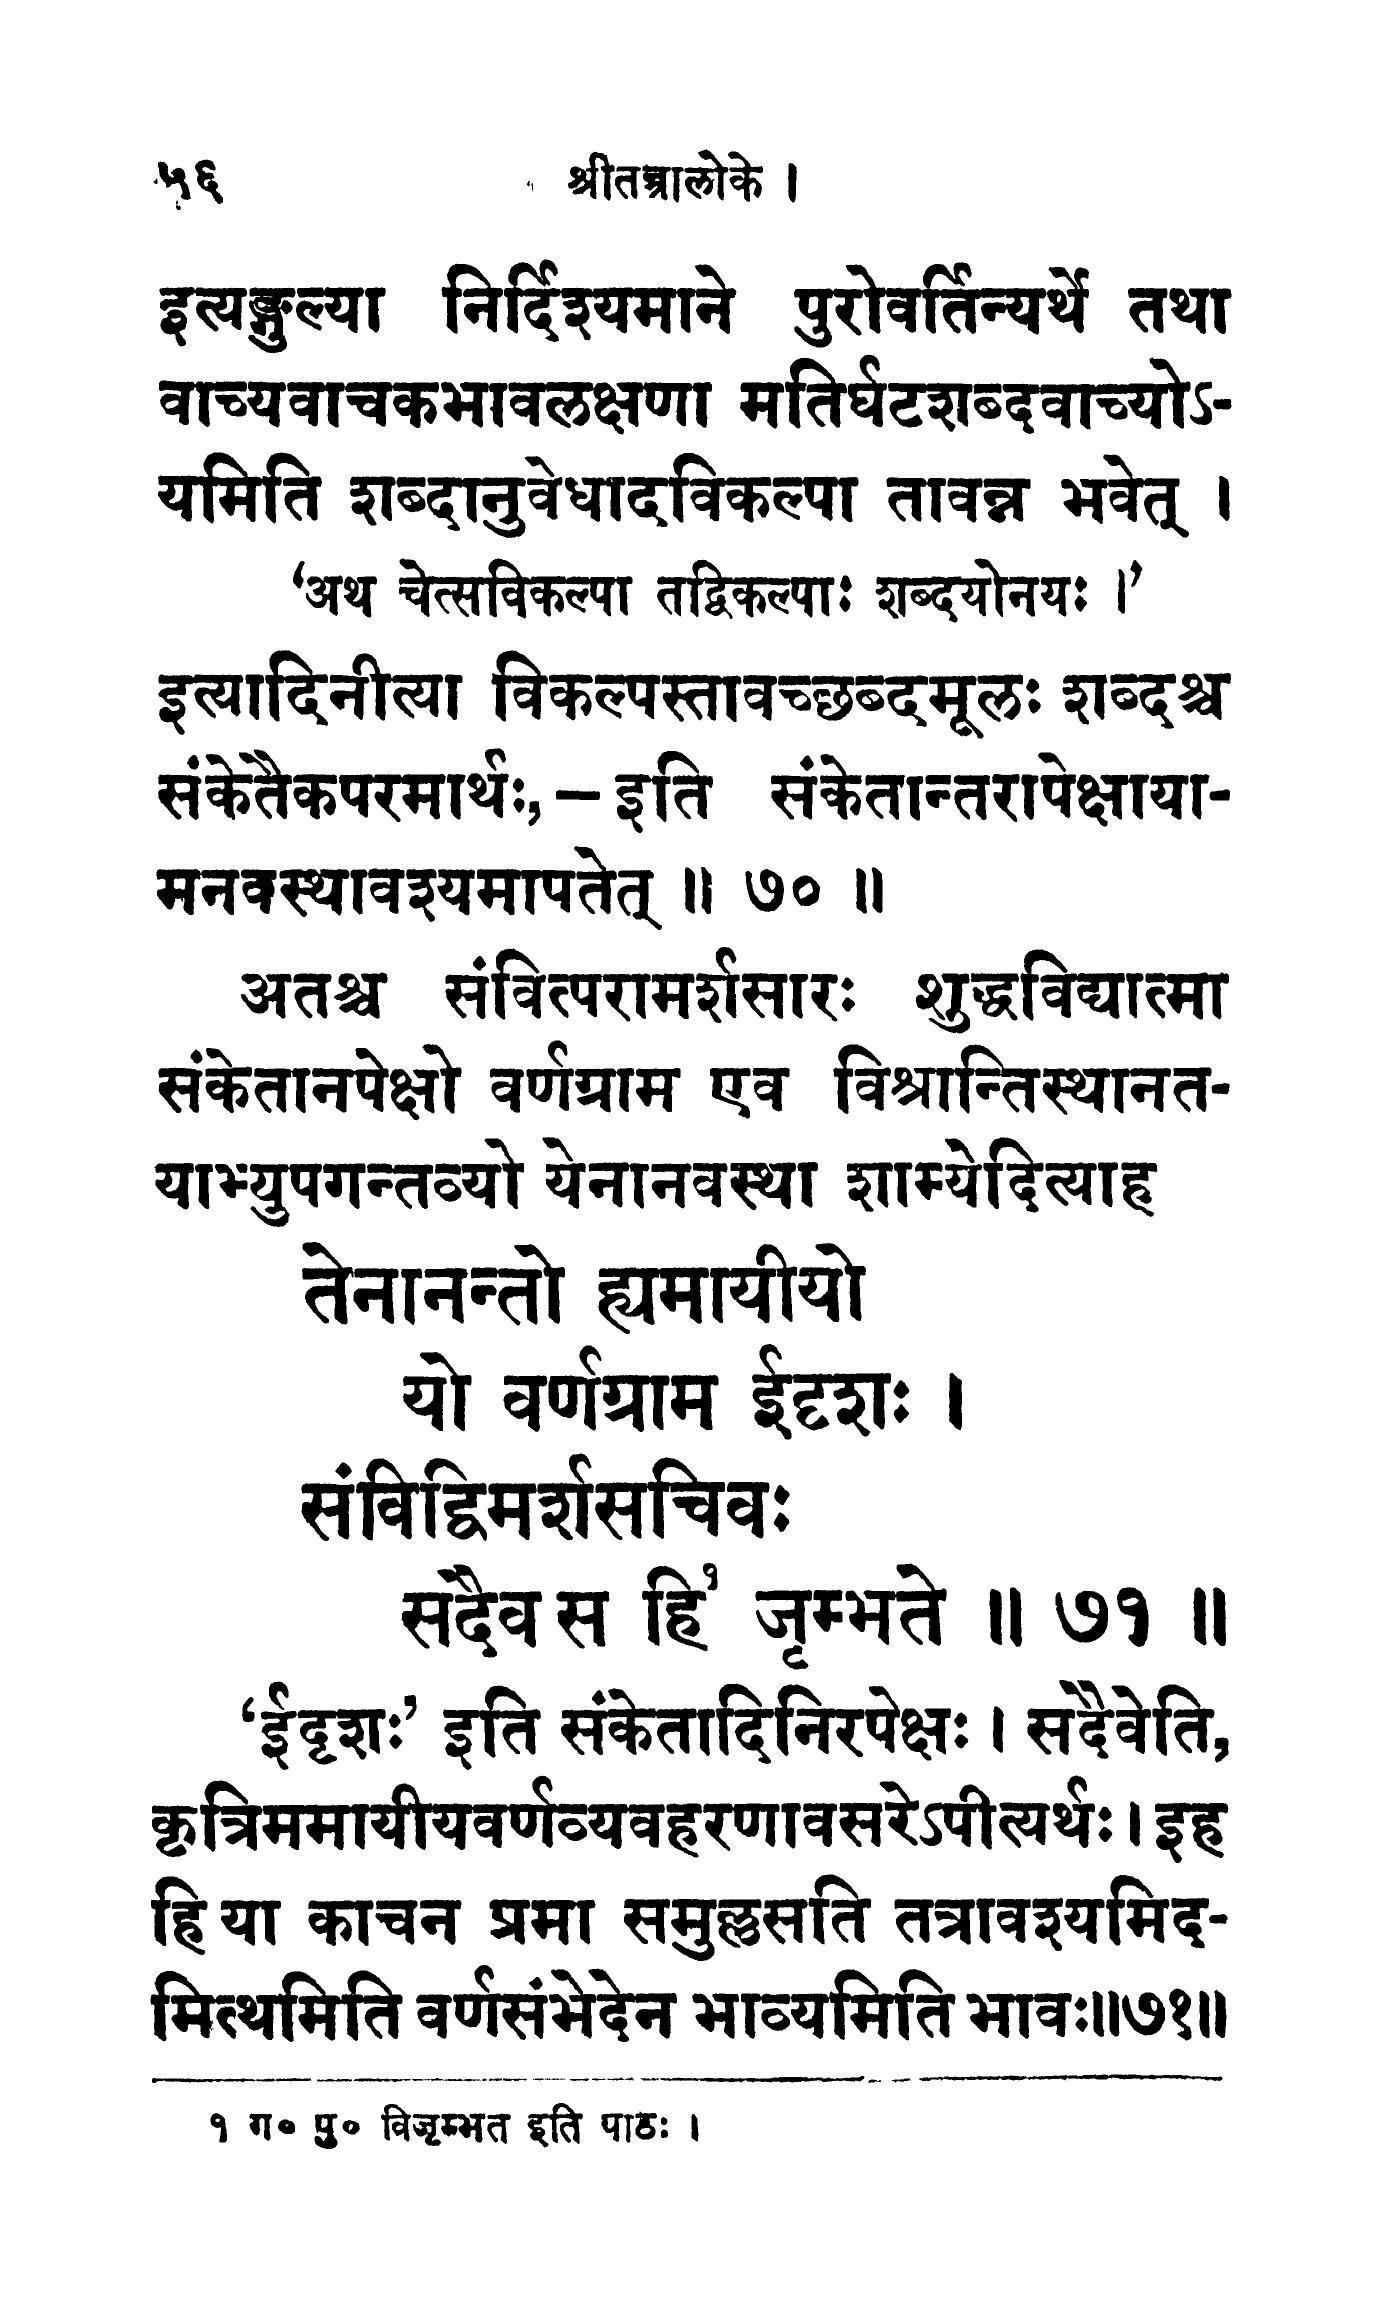 ५६ श्रीतन्त्रालोके ।
इत्यङ्गुल्या निर्दिश्यमाने पुरोवर्तिन्यर्थे तथा
वाच्यवाचकभावलक्षणा मतिर्घटशब्दवाच्योऽ-
यमिति शब्दानुवेधादविकल्पा तावन्न भवेत् ।
‘अथ चेत्सविकल्पा तद्विकल्पाः शब्दयोनयः ।’
इत्यादिनीत्या विकल्पस्तावच्छब्दमूलः शब्दश्च
संकेतैकपरमार्थः,—इति संकेतान्तरापेक्षाया-
मनवस्थावश्यमापतेत् ॥ ७० ॥
अतश्च संवित्परामर्शसारः शुद्धविद्यात्मा
संकेतानपेक्षो वर्णग्राम एव विश्रान्तिस्थानत-
याभ्युपगन्तव्यो येनानवस्था शाम्येदित्याह
तेनानन्तो ह्यमायीयो
यो वर्णग्राम ईदृशः ।
संविद्विमर्शसचिवः
सदैव स हि१ जृम्भते ॥ ७१ ॥
‘ईदृशः’ इति संकेतादिनिरपेक्षः । सदैवेति,
कृत्रिममायीयवर्णव्यवहरणावसरेऽपीत्यर्थः । इह
हि या काचन प्रमा समुल्लसति तत्रावश्यमिद-
मित्थमिति वर्णसंभेदेन भाव्यमिति भावः॥७१॥
१ ग० पु० विजृम्भत इति पाठः ।